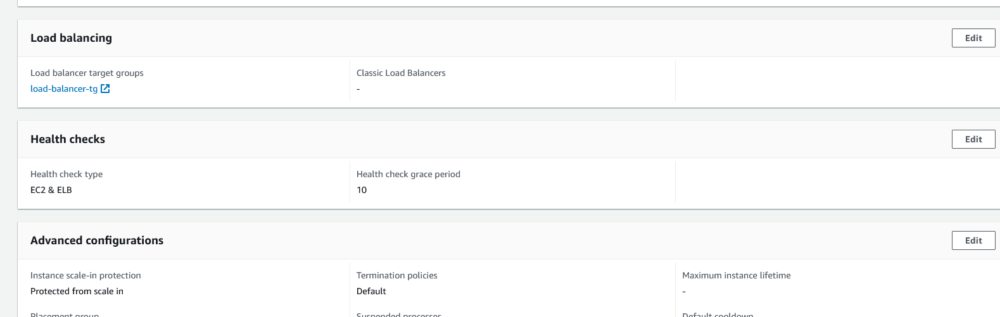 Load balancing
Edit
Load balancer target groups
Classic Load Balancers
load-balancer-tg
-
Health checks
Edit
Health check type
Health check grace period
EC2 & ELB
10
Advanced configurations
Edit
Instance scale-in protection
Termination policies
Maximum instance lifetime
Protected from scale in
Default
-
Placement group
Suspended processes
Default cooldown